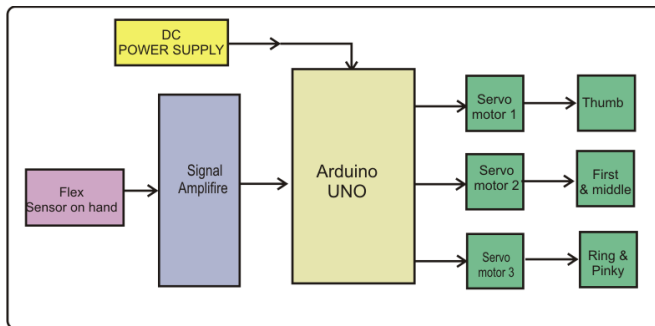 DC
POWER SUPPLY
Flex
Sensor on hand
Signal
Amplifire
Arduino
UNO
Servo
motor 1
Thumb
Servo
motor 2
First
& middle
Servo
motor 3
Ring &
Pinky